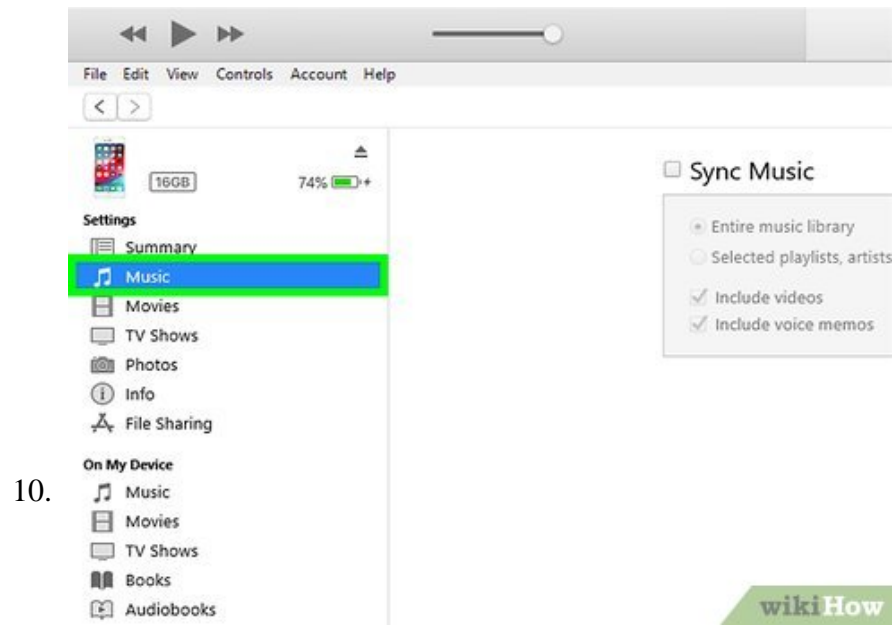 File Edit View Controls Account Help
< >
16GB 74%
Sync Music
Settings
Entire music library
Summary
Selected playlists, artists
Music
Include videos
Movies
Include voice memos
TV Shows
Photos
Info
File Sharing
On My Device
10.
Music
Movies
TV Shows
Books
Audiobooks
wikiHow